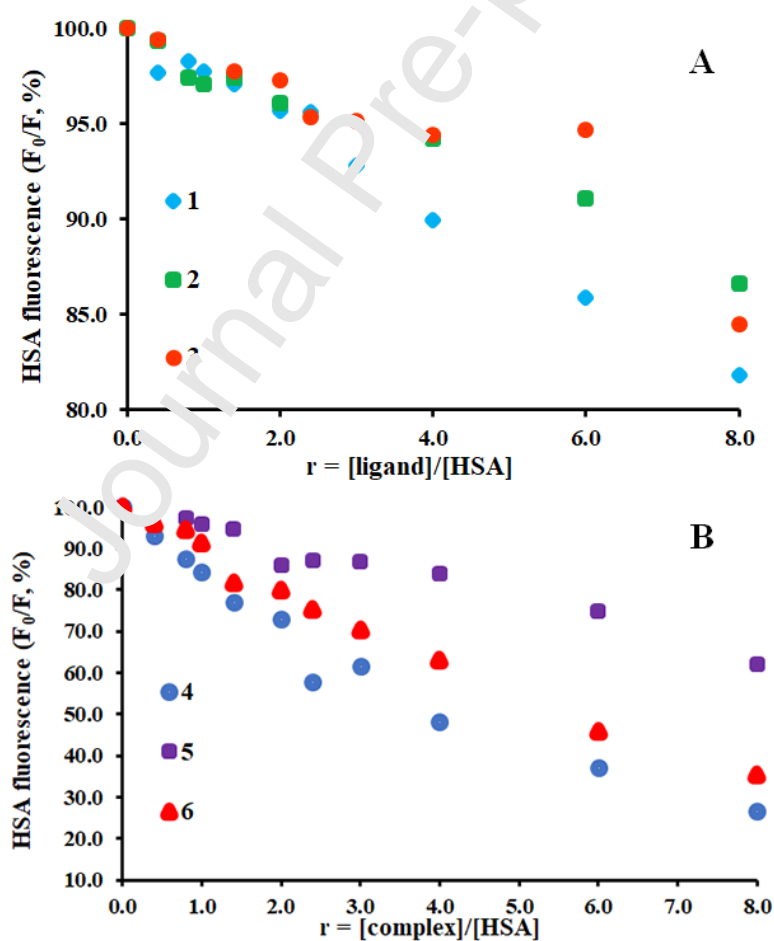 Journal Pre-p
100.0
A
95.0
90.0
85.0
80.0
HSA fluorescence (F₀/F, %)
1
2
0.0 2.0 4.0 6.0 8.0
r = [ligand]/[HSA]
B
90.0
80.0
70.0
60.0
50.0
40.0
30.0
20.0
10.0
HSA fluorescence (F₀/F, %)
4
5
6
0.0 1.0 2.0 3.0 4.0 5.0 6.0 7.0 8.0
r = [complex]/[HSA]